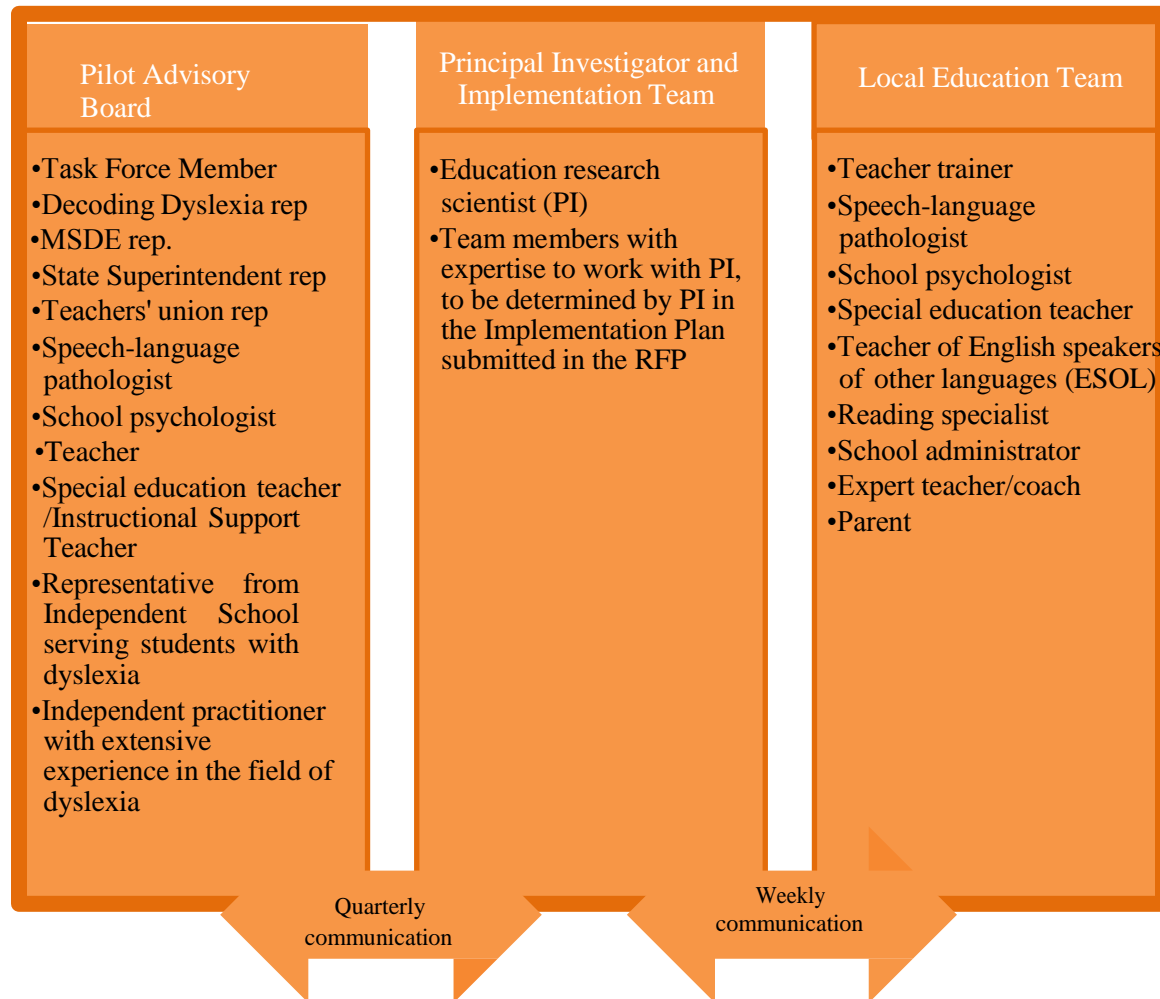 Pilot Advisory
Board
•Task Force Member
•Decoding Dyslexia rep
•MSDE rep.
•State Superintendent rep
•Teachers' union rep
•Speech-language
pathologist
•School psychologist
•Teacher
•Special education teacher
/Instructional Support
Teacher
•Representative from
Independent School
serving students with
dyslexia
•Independent practitioner
with extensive
experience in the field of
dyslexia
Principal Investigator and
Implementation Team
•Education research
scientist (PI)
•Team members with
expertise to work with PI,
to be determined by PI in
the Implementation Plan
submitted in the RFP
Local Education Team
•Teacher trainer
•Speech-language
pathologist
•School psychologist
•Special education teacher
•Teacher of English speakers
of other languages (ESOL)
•Reading specialist
•School administrator
•Expert teacher/coach
•Parent
Quarterly
communication
Weekly
communication